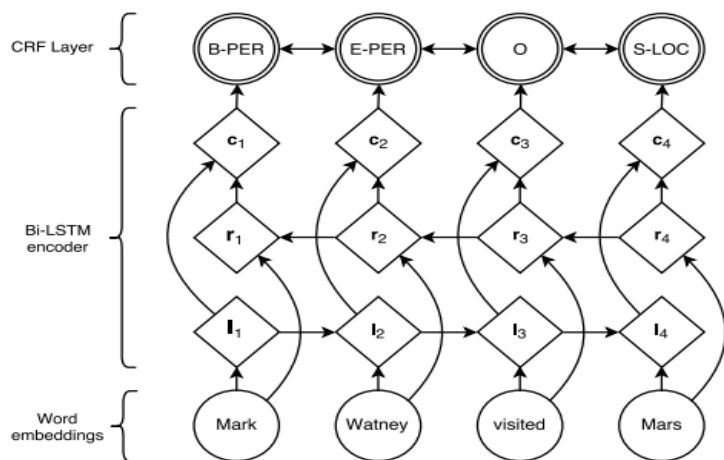 CRF Layer
B-PER E-PER O S-LOC
c₁ c₂ c₃ c₄
Bi-LSTM
encoder
r₁ r₂ r₃ r₄
l₁ l₂ l₃ l₄
Word
embeddings
Mark Watney visited Mars